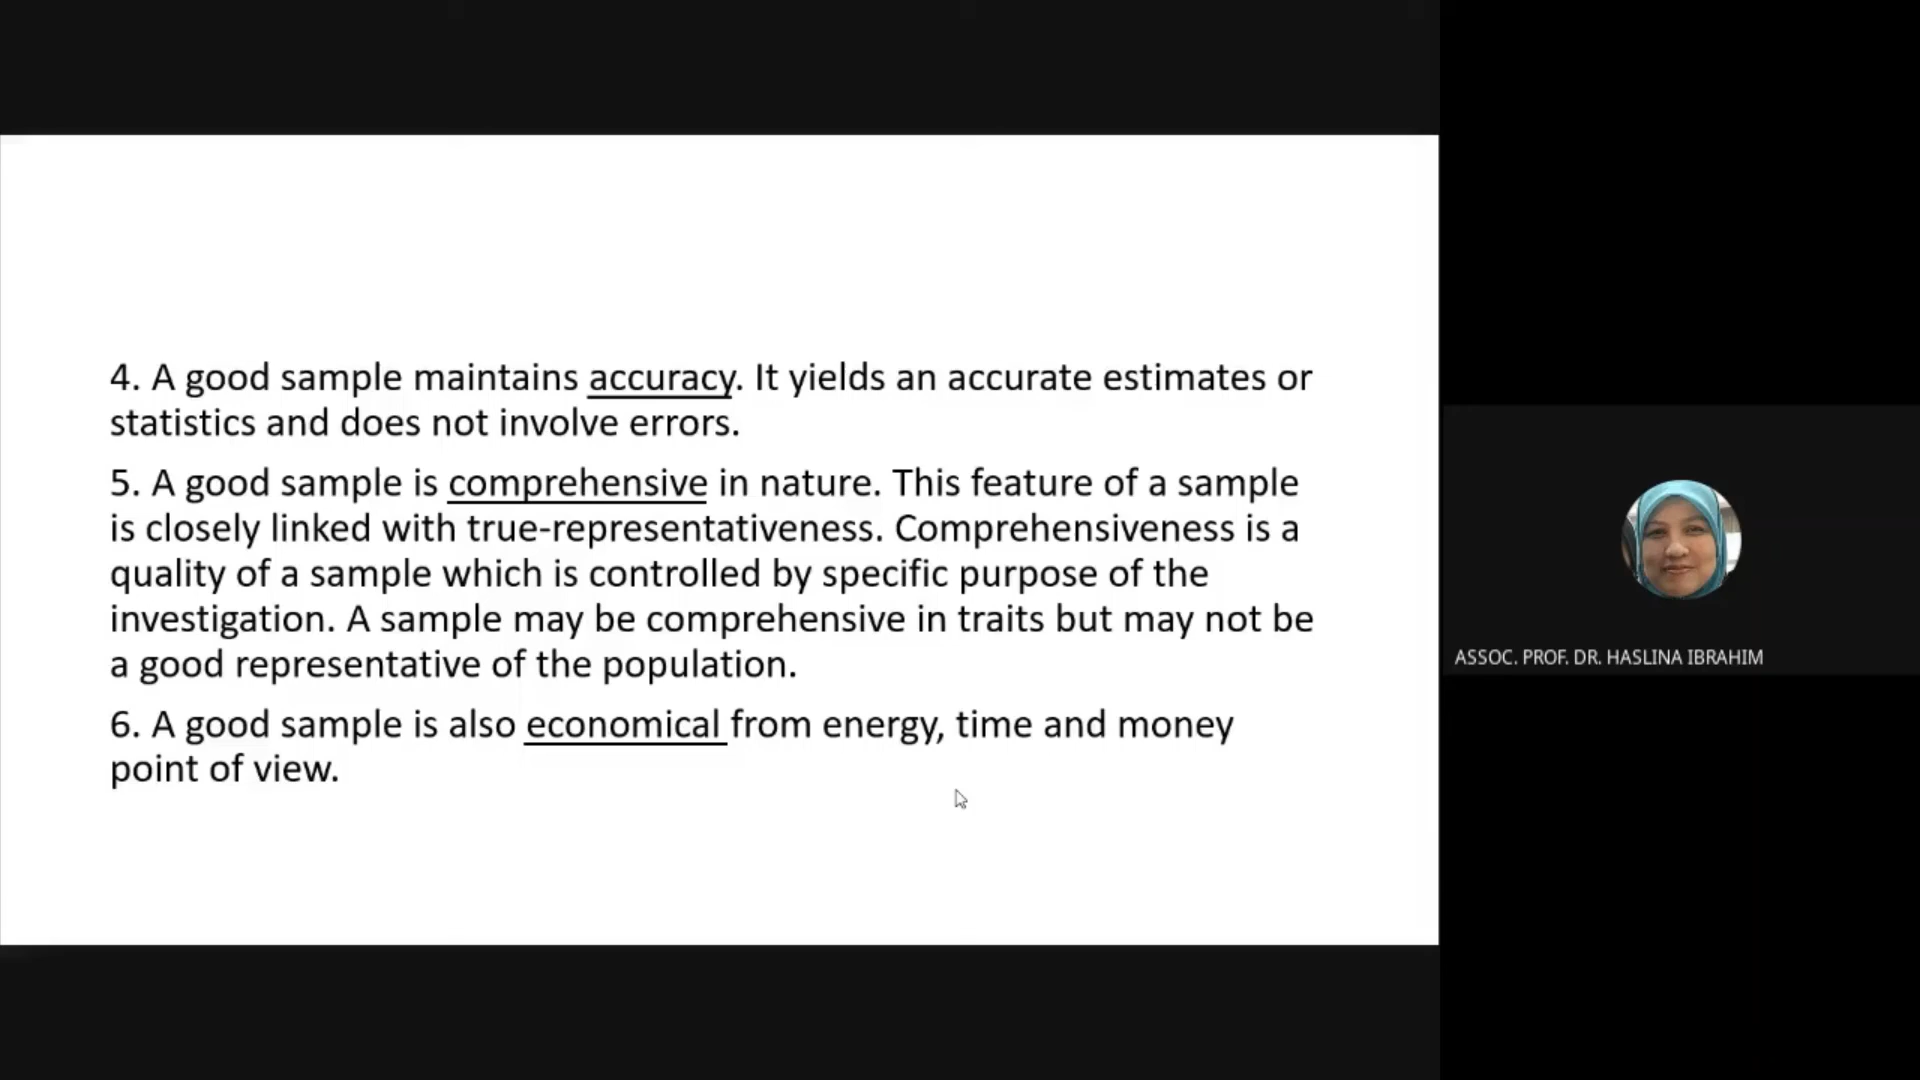 4. A good sample maintains accuracy. It yields an accurate estimates or
statistics and does not involve errors.
5. A good sample is comprehensive in nature. This feature of a sample
is closely linked with true-representativeness. Comprehensiveness is a
quality of a sample which is controlled by specific purpose of the
investigation. A sample may be comprehensive in traits but may not be
a good representative of the population.
6. A good sample is also economical from energy, time and money
point of view.
ASSOC. PROF. DR. HASLINA IBRAHIM